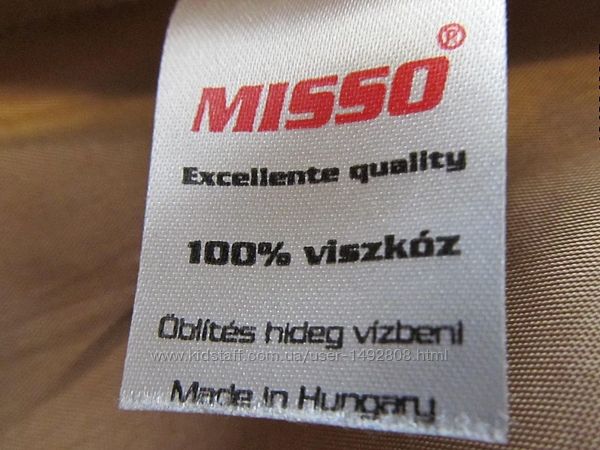 MISSO®
Excellente quality
100% viszkóz
Öblítés hideg vízben!
www.kidstaff.com.ua/user-1492808.html
Made in Hungary